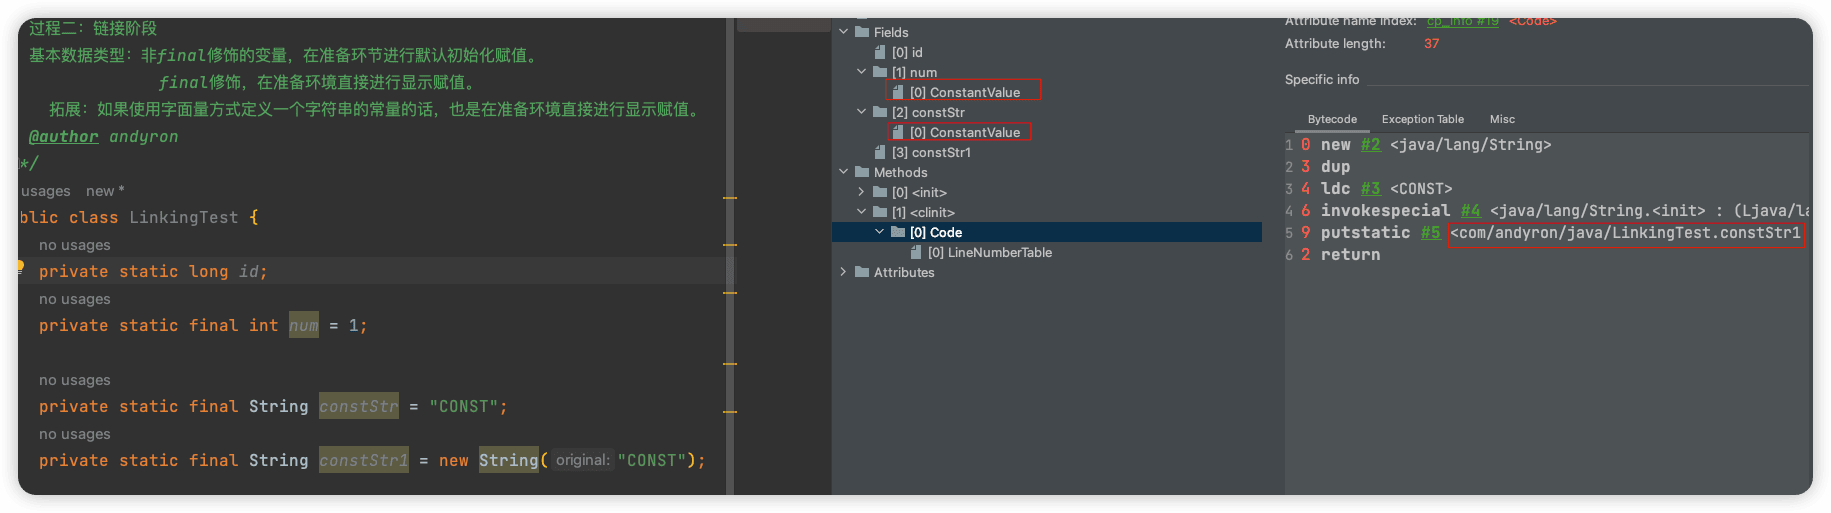 过程二：链接阶段
基本数据类型：非final修饰的变量，在准备环节进行默认初始化赋值。
final修饰，在准备环境直接进行显示赋值。
拓展：如果使用字面量方式定义一个字符串的常量的话，也是在准备环境直接进行显示赋值。
@author andyron
*/
usages new *
blic class LinkingTest {
no usages
private static long id;
no usages
private static final int num = 1;
no usages
private static final String constStr = "CONST";
no usages
private static final String constStr1 = new String( original: "CONST");
Fields
[0] id
[1] num
[0] ConstantValue
[2] constStr
[0] ConstantValue
[3] constStr1
Methods
[0] <init>
[1] <clinit>
[0] Code
[0] LineNumberTable
Attributes
Attribute name index: cp_info #19 <Code>
Attribute length: 37
Specific info
Bytecode Exception Table Misc
1 0 new #2 <java/lang/String>
2 3 dup
3 4 ldc #3 <CONST>
4 6 invokespecial #4 <java/lang/String.<init> : (Ljava/la
5 9 putstatic #5 <com/andyron/java/LinkingTest.constStr1
6 2 return